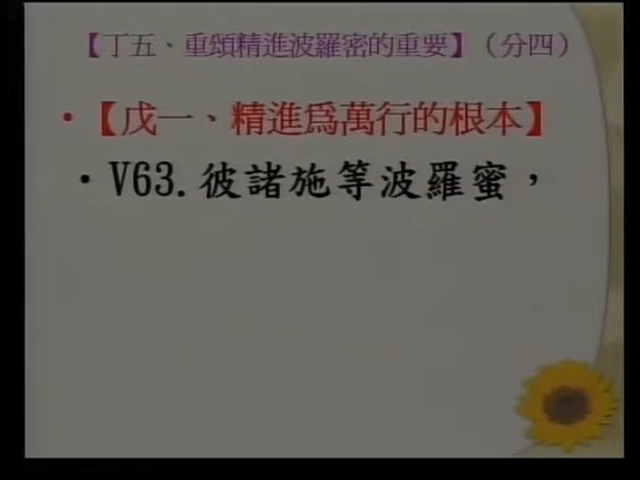 【丁五、重頌精進波羅密的重要】（分四）
•【戊一、精進為萬行的根本】
•V63.彼諸施等波羅蜜，